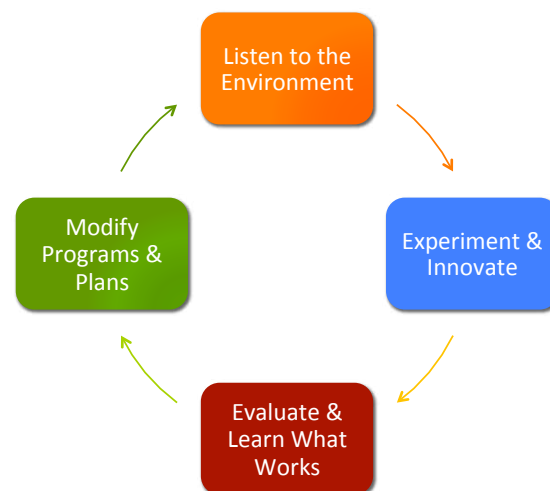 Listen to the
Environment
Experiment &
Innovate
Evaluate &
Learn What
Works
Modify
Programs &
Plans